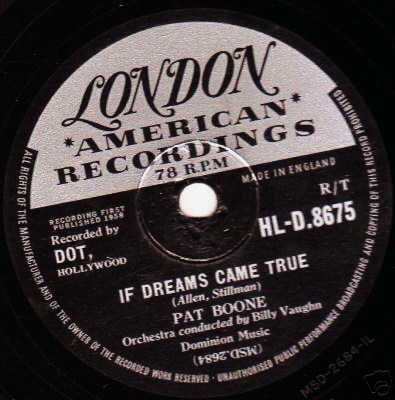 LONDON
*AMERICAN*
RECORDINGS
78 R.P.M
MADE IN ENGLAND
R/T
RECORDING FIRST
PUBLISHED 1958
Recorded by
DOT,
HOLLYWOOD
HL-D.8675
IF DREAMS CAME TRUE
(Allen, Stillman)
PAT BOONE
Orchestra conducted by Billy Vaughn
Dominion Music
(MSD.2684)
ALL RIGHTS OF THE MANUFACTURER AND OF THE OWNER OF THE RECORDED WORK RESERVED - UNAUTHORISED PUBLIC PERFORMANCE BROADCASTING AND COPYING OF THIS RECORD PROHIBITED
MSD-2684-1L